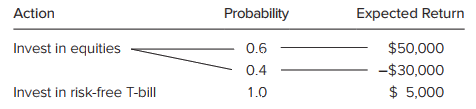 Action Probability Expected Return
Invest in equities 0.6 $50,000
0.4 –$30,000
Invest in risk-free T-bill 1.0 $ 5,000